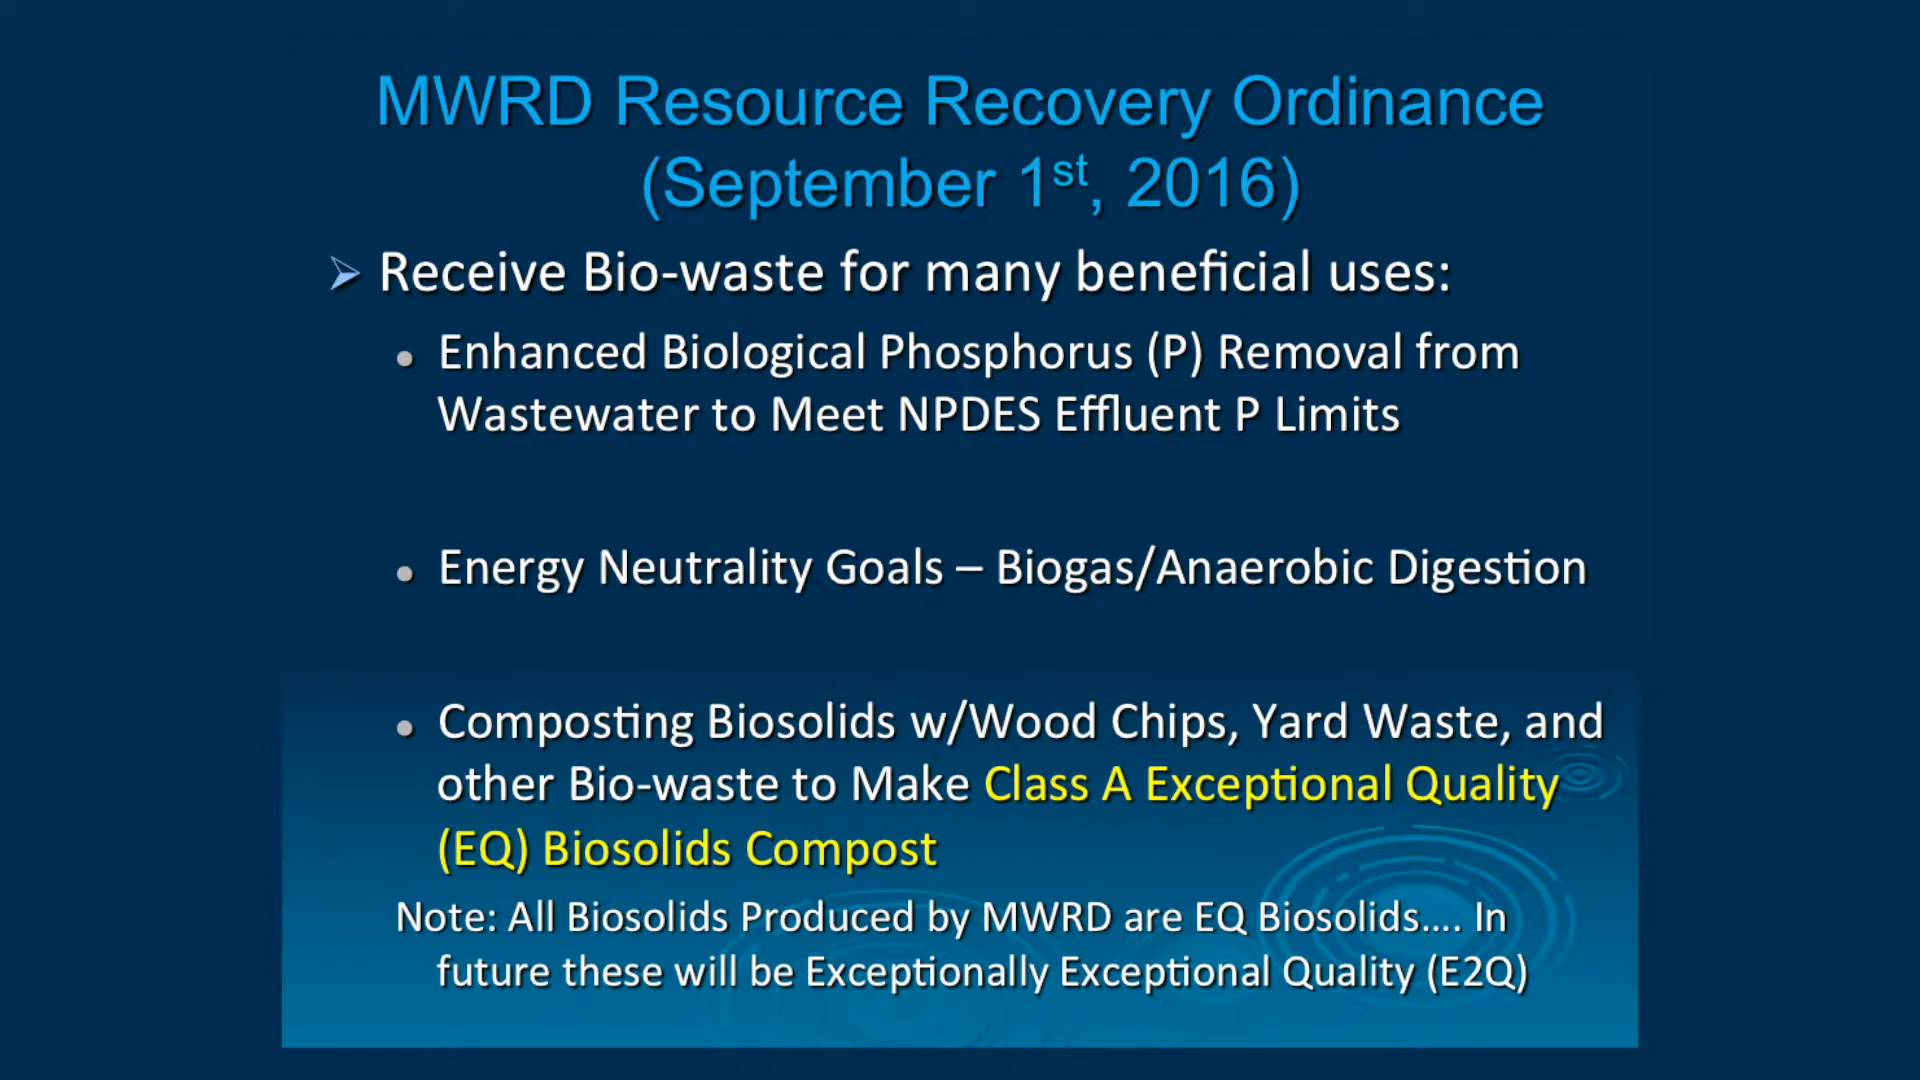 MWRD Resource Recovery Ordinance
(September 1st, 2016)
➢ Receive Bio-waste for many beneficial uses:
• Enhanced Biological Phosphorus (P) Removal from
Wastewater to Meet NPDES Effluent P Limits
• Energy Neutrality Goals – Biogas/Anaerobic Digestion
• Composting Biosolids w/Wood Chips, Yard Waste, and
other Bio-waste to Make Class A Exceptional Quality
(EQ) Biosolids Compost
Note: All Biosolids Produced by MWRD are EQ Biosolids.... In
future these will be Exceptionally Exceptional Quality (E2Q)